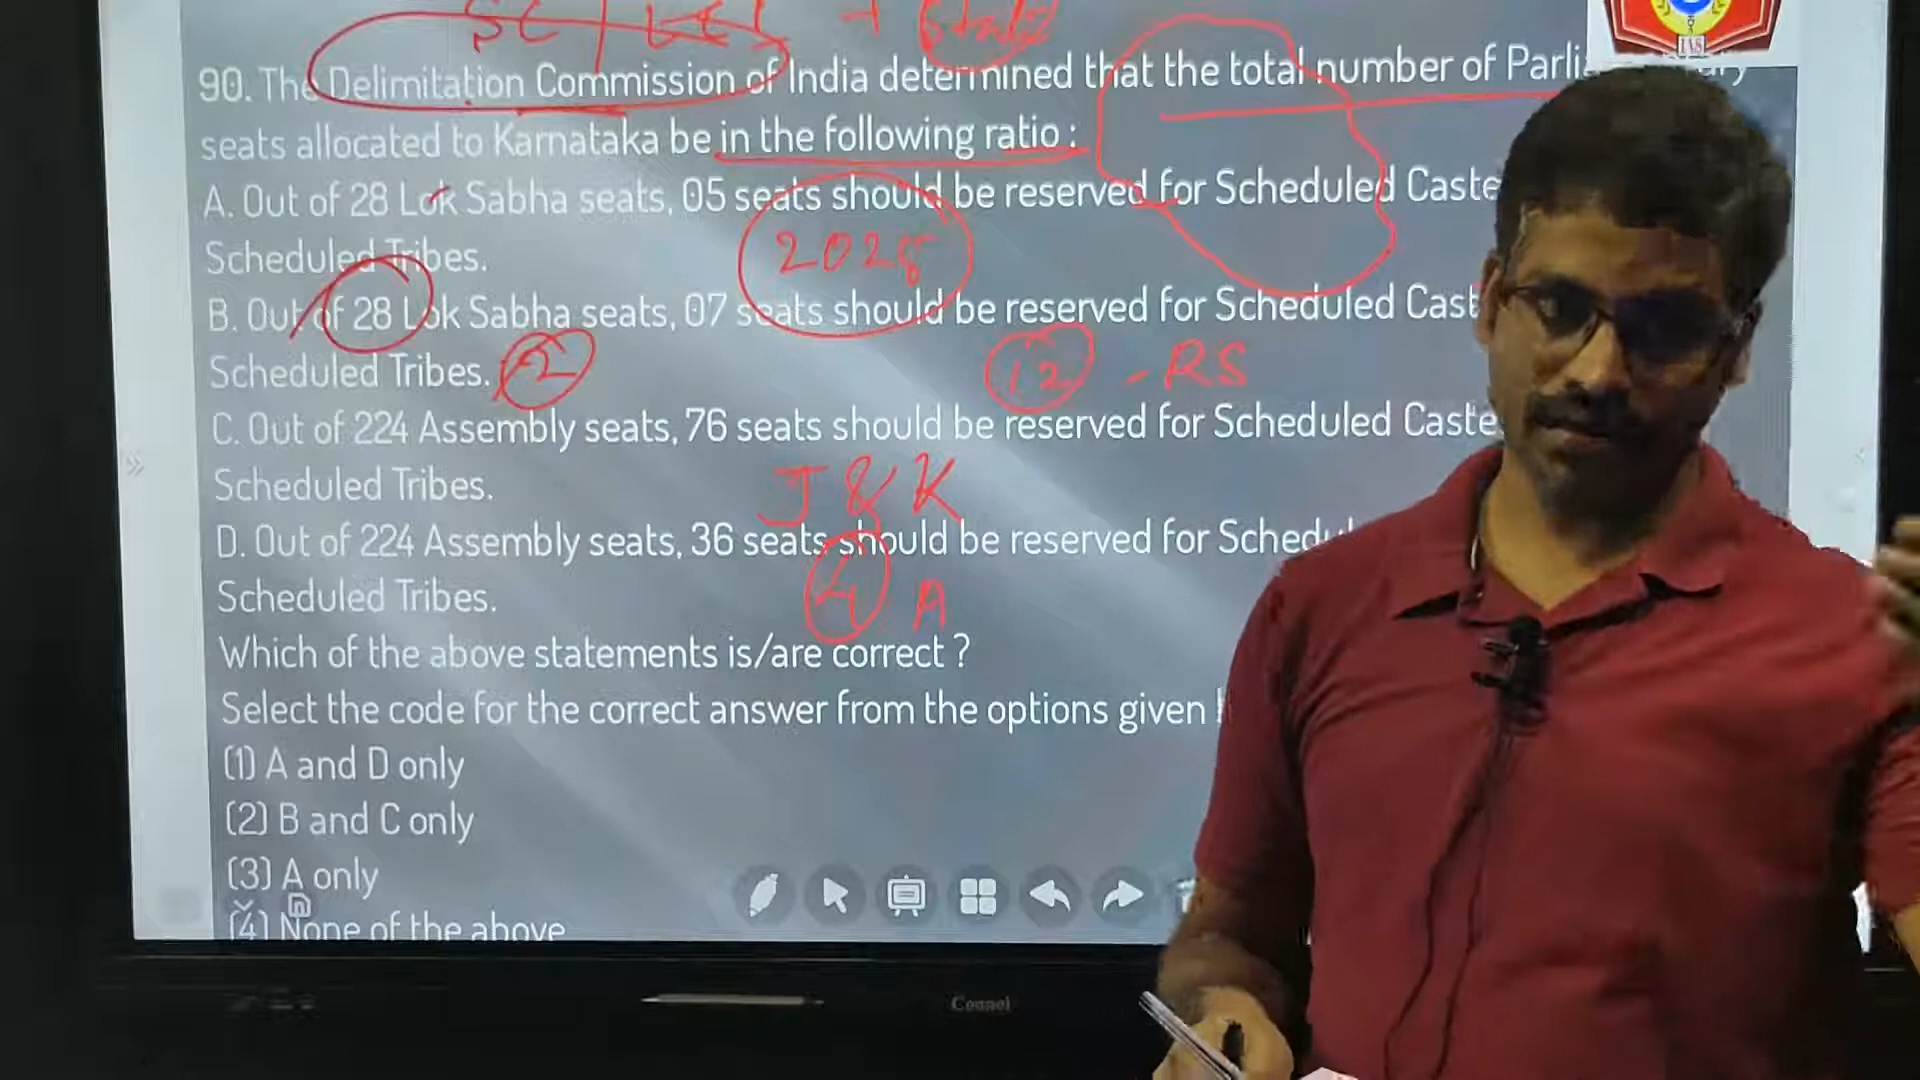 SC + State
90. The Delimitation Commission of India determined that the total number of
seats allocated to Karnataka be in the following ratio :
A. Out of 28 Lok Sabha seats, 05 seats should be reserved for Scheduled Caste
2026
Scheduled Tribes.
B. Out of 28 Lok Sabha seats, 07 seats should be reserved for Scheduled Cast
Scheduled Tribes. 2 12 - RS
C. Out of 224 Assembly seats, 76 seats should be reserved for Scheduled Caste
Scheduled Tribes.
J & K
D. Out of 224 Assembly seats, 36 seats should be reserved for Schedul
Scheduled Tribes. 4 A
Which of the above statements is/are correct ?
Select the code for the correct answer from the options given
(1) A and D only
(2) B and C only
(3) A only
(4) None of the above
IAS